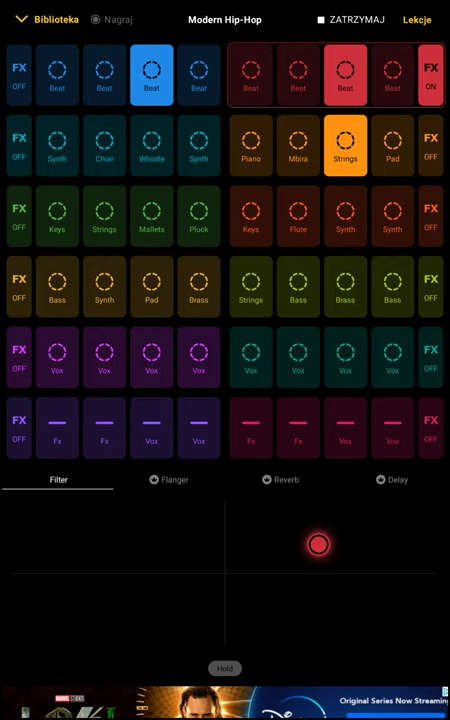 Biblioteka Nagraj Modern Hip-Hop ZATRZYMAJ Lekcje
FX OFF Beat Beat Beat Beat Beat Beat Beat Beat FX ON
FX OFF Synth Choir Whistle Synth Piano Mbira Strings Pad FX OFF
FX OFF Keys Strings Mallets Pluck Keys Flute Synth Synth FX OFF
FX OFF Bass Synth Pad Brass Strings Bass Brass Bass FX OFF
FX OFF Vox Vox Vox Vox Vox Vox Vox Vox FX OFF
FX OFF Fx Fx Vox Vox Fx Fx Vox Vox FX OFF
Filter Flanger Reverb Delay
Hold
MARVEL STUDIOS
Original Series Now Streaming